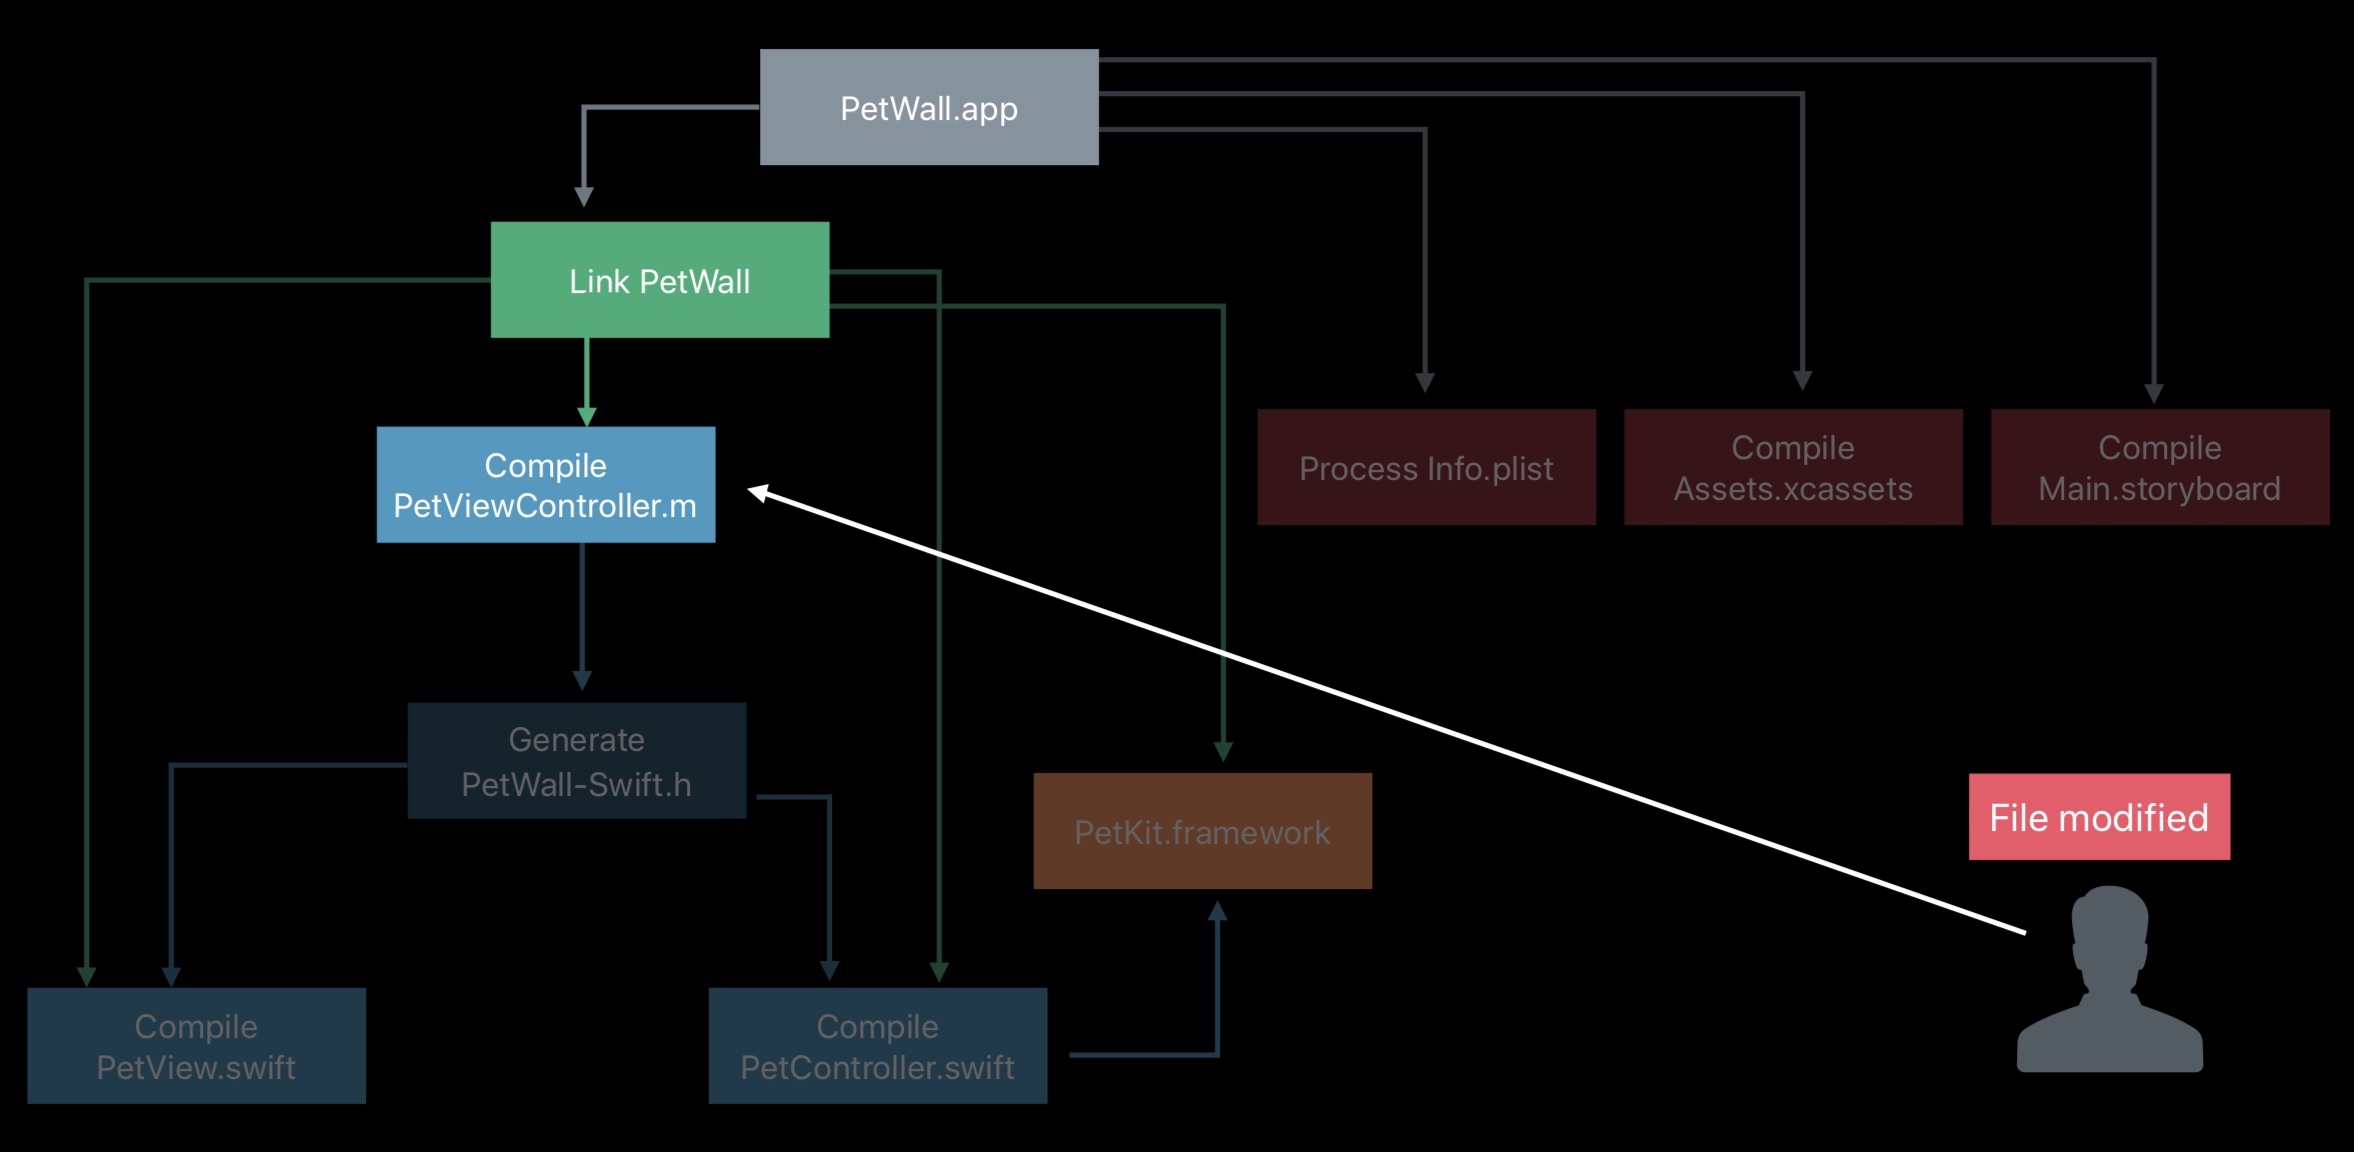 PetWall.app
Link PetWall
Compile
PetViewController.m
Process Info.plist
Compile
Assets.xcassets
Compile
Main.storyboard
Generate
PetWall-Swift.h
PetKit.framework
File modified
Compile
PetView.swift
Compile
PetController.swift